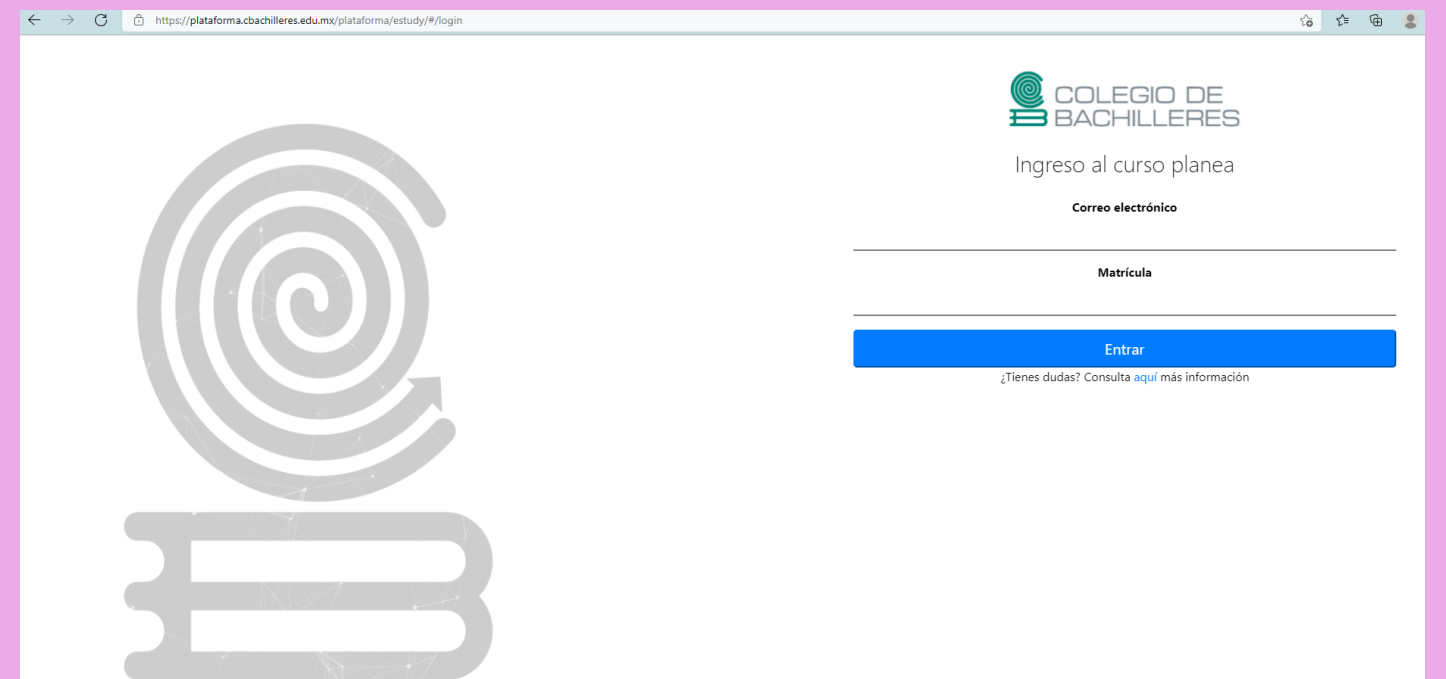 https://plataforma.cbachilleres.edu.mx/plataforma/estudy/#/login
COLEGIO DE
BACHILLERES
Ingreso al curso planea
Correo electrónico
Matrícula
Entrar
¿Tienes dudas? Consulta aquí más información